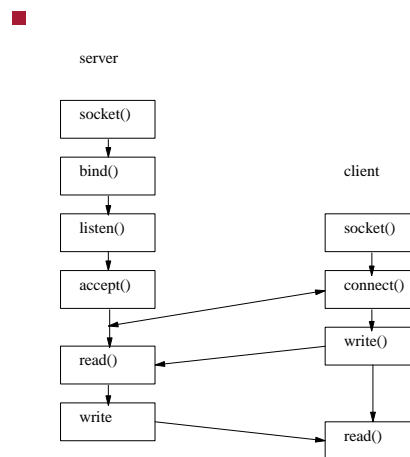 server
socket()
bind()
listen()
accept()
read()
write
client
socket()
connect()
write()
read()